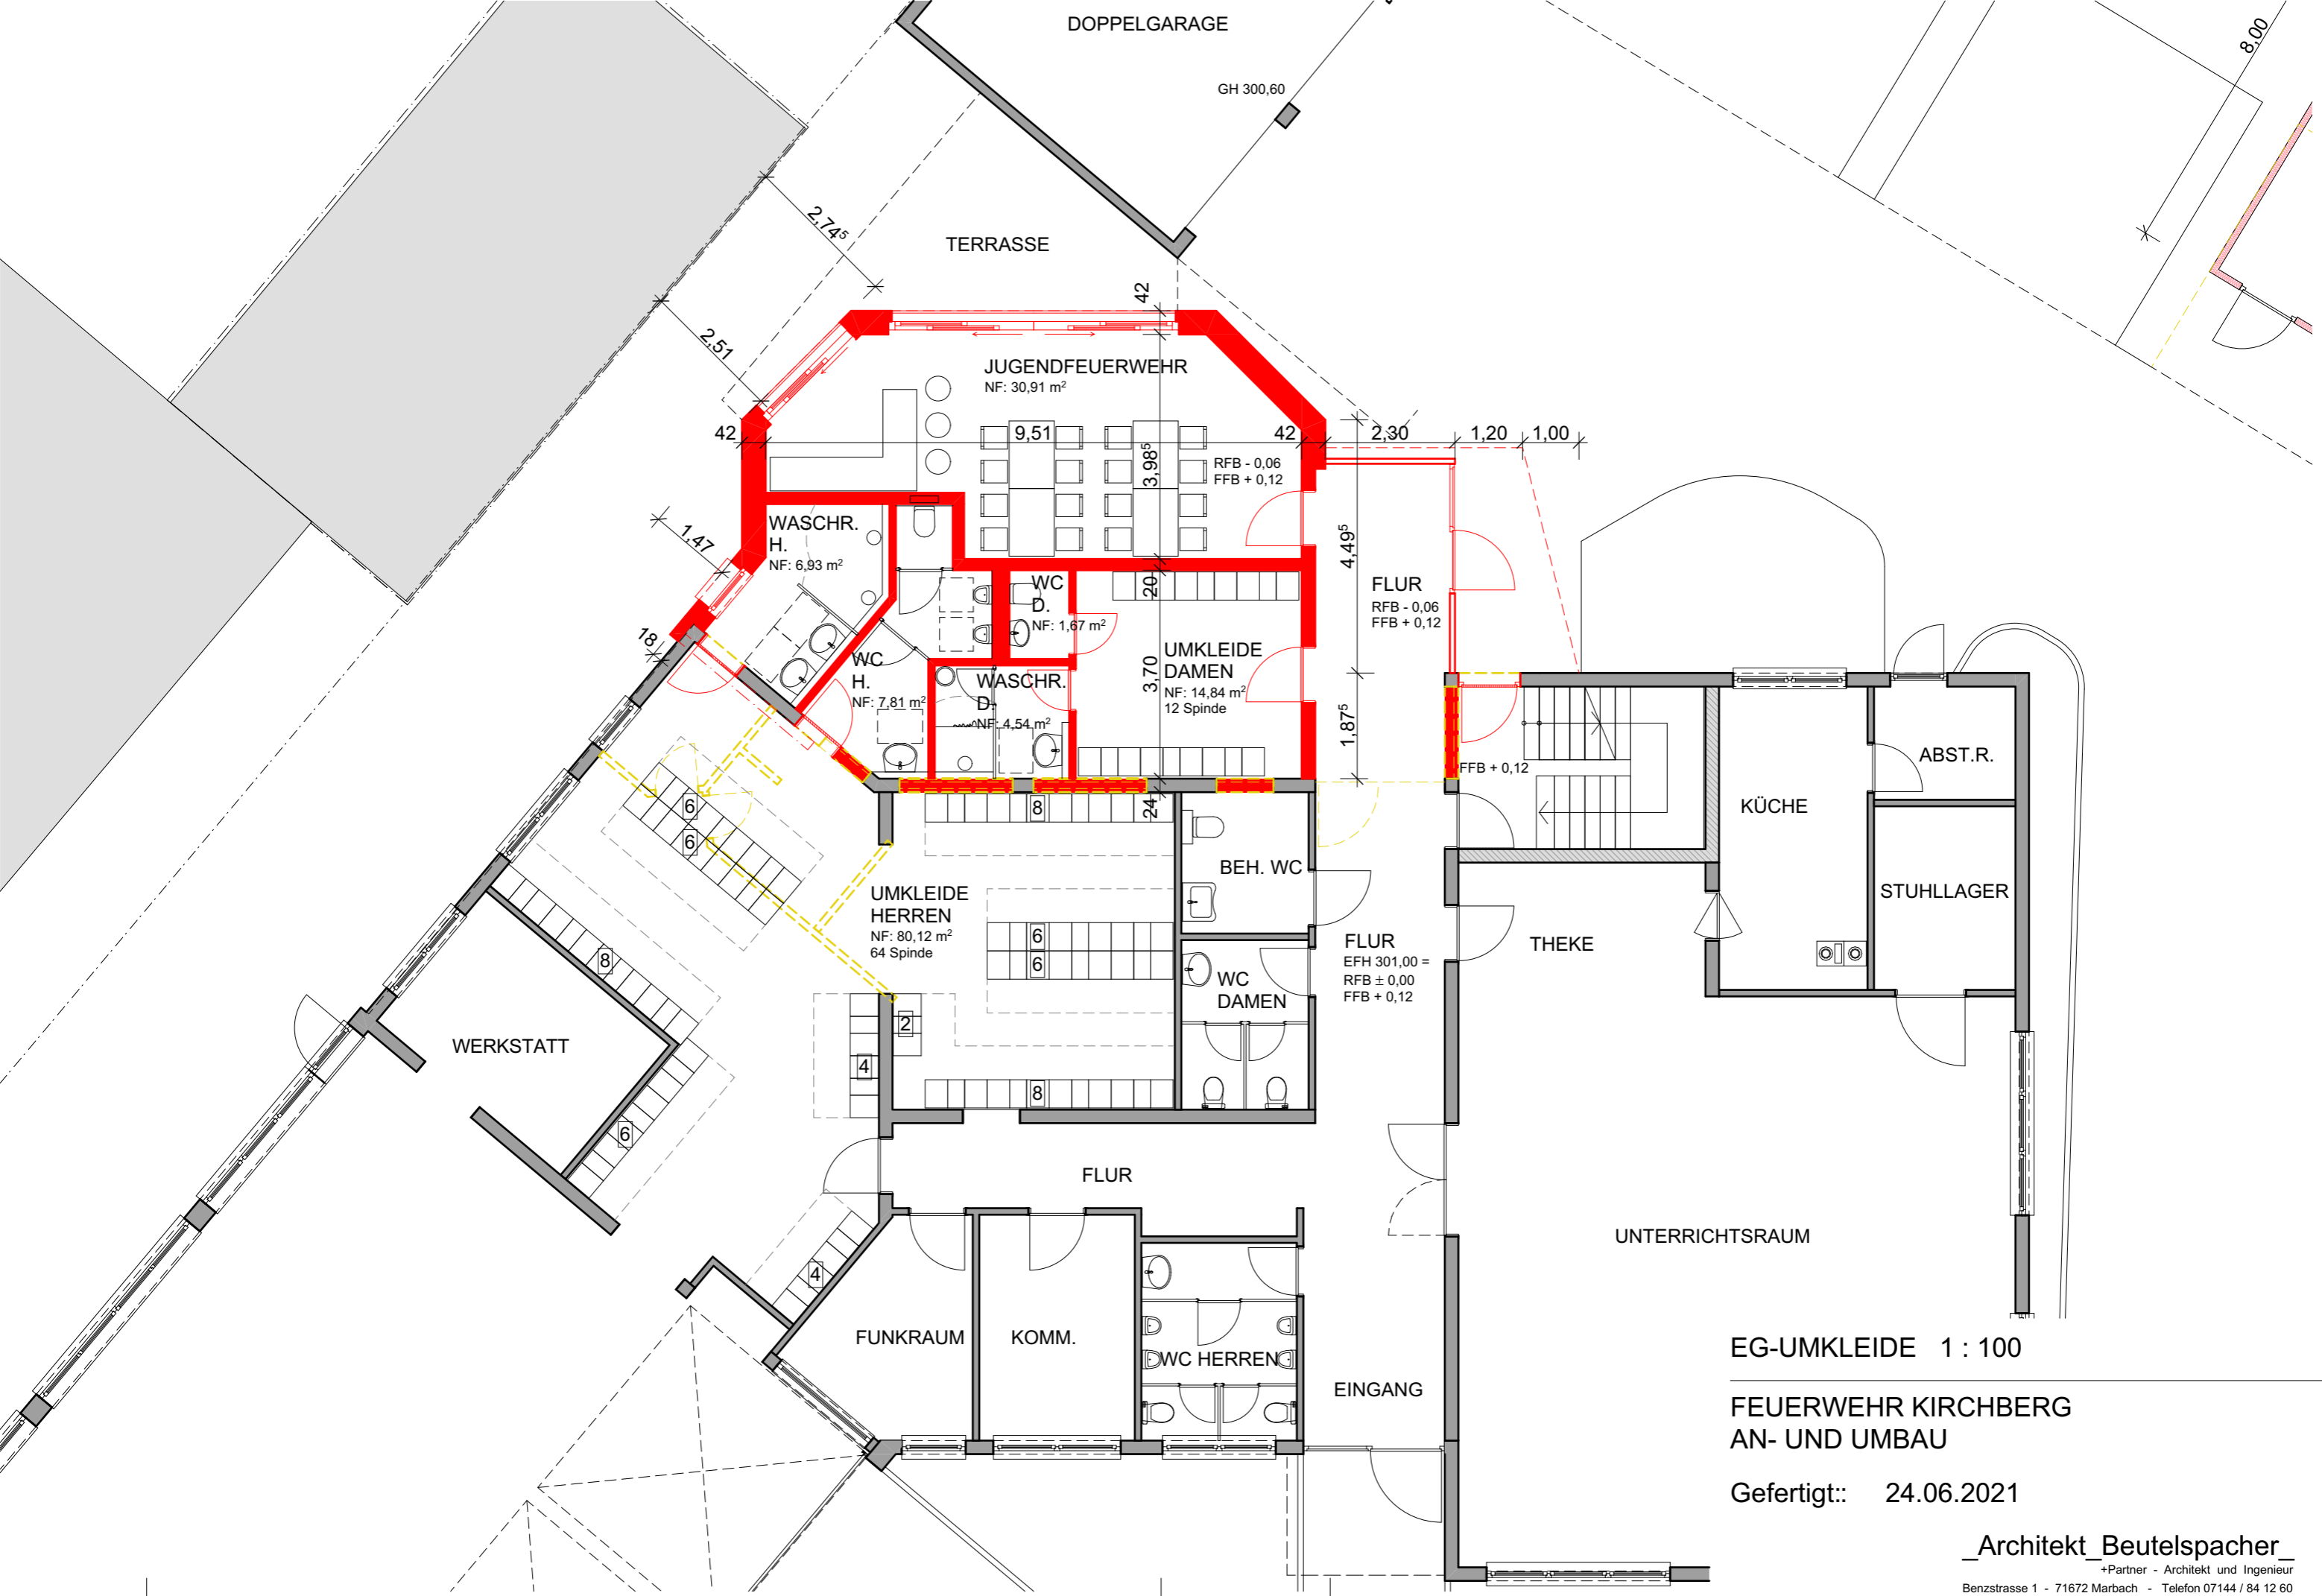 DOPPELGARAGE
8,00
GH 300,60
2,74⁵
TERRASSE
42
2,51
JUGENDFEUERWEHR
NF: 30,91 m²
42
9,51
42
2,30
1,20
1,00
3,98⁵
RFB - 0,06
FFB + 0,12
1,47
WASCHR.
H.
NF: 6,93 m²
4,49⁵
20
WC
D.
NF: 1,67 m²
FLUR
RFB - 0,06
FFB + 0,12
18
WC
H.
NF: 7,81 m²
WASCHR.
D.
NF: 4,54 m²
3,70
UMKLEIDE
DAMEN
NF: 14,84 m²
12 Spinde
1,87⁵
FFB + 0,12
ABST.R.
KÜCHE
6
6
8
24
BEH. WC
STUHLLAGER
UMKLEIDE
HERREN
NF: 80,12 m²
64 Spinde
6
6
8
FLUR
EFH 301,00 =
RFB ± 0,00
FFB + 0,12
THEKE
WC
DAMEN
2
4
8
WERKSTATT
6
FLUR
UNTERRICHTSRAUM
4
FUNKRAUM
KOMM.
WC HERREN
EINGANG
EG-UMKLEIDE 1 : 100
FEUERWEHR KIRCHBERG
AN- UND UMBAU
Gefertigt:: 24.06.2021
_Architekt_Beutelspacher_
+Partner - Architekt und Ingenieur
Benzstrasse 1 - 71672 Marbach - Telefon 07144 / 84 12 60